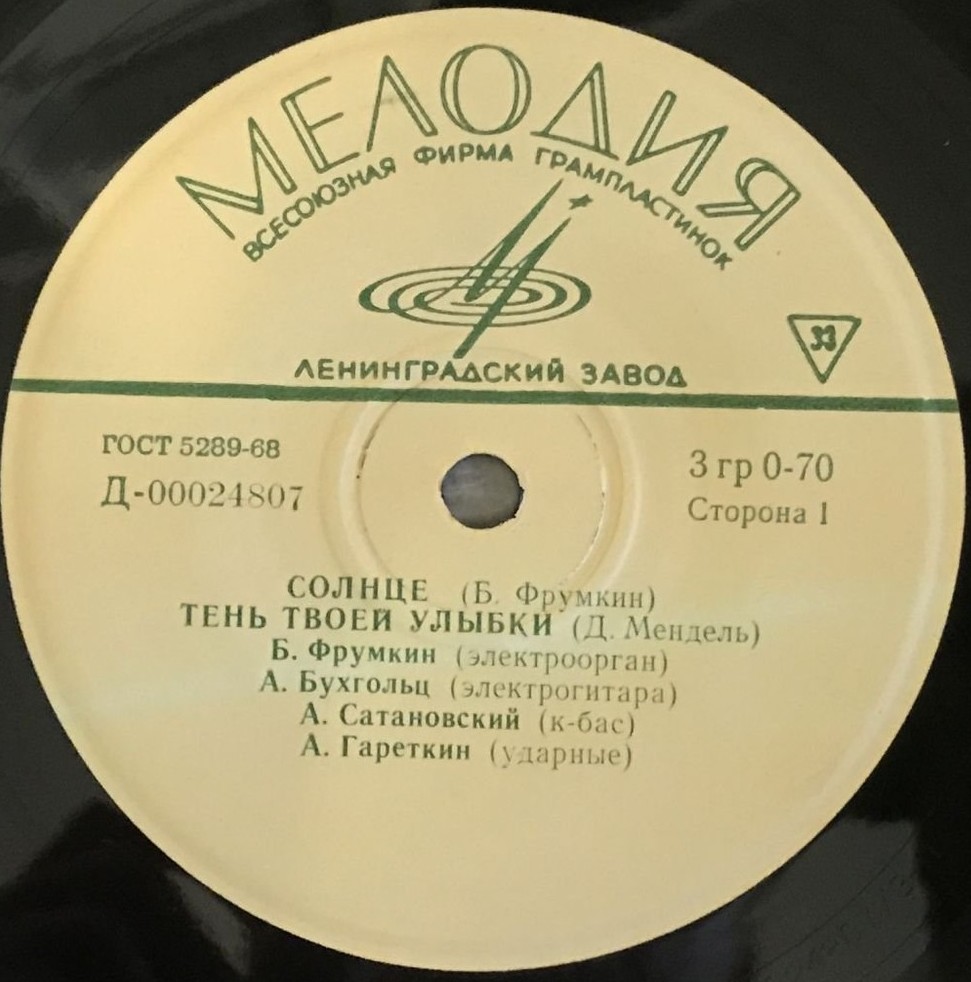 МЕЛОДИЯ
ВСЕСОЮЗНАЯ ФИРМА ГРАМПЛАСТИНОК
33
ЛЕНИНГРАДСКИЙ ЗАВОД
ГОСТ 5289-68
Д-00024807
3 гр 0-70
Сторона 1
СОЛНЦЕ (Б. Фрумкин)
ТЕНЬ ТВОЕЙ УЛЫБКИ (Д. Мендель)
Б. Фрумкин (электроорган)
А. Бухгольц (электрогитара)
А. Сатановский (к-бас)
А. Гареткин (ударные)